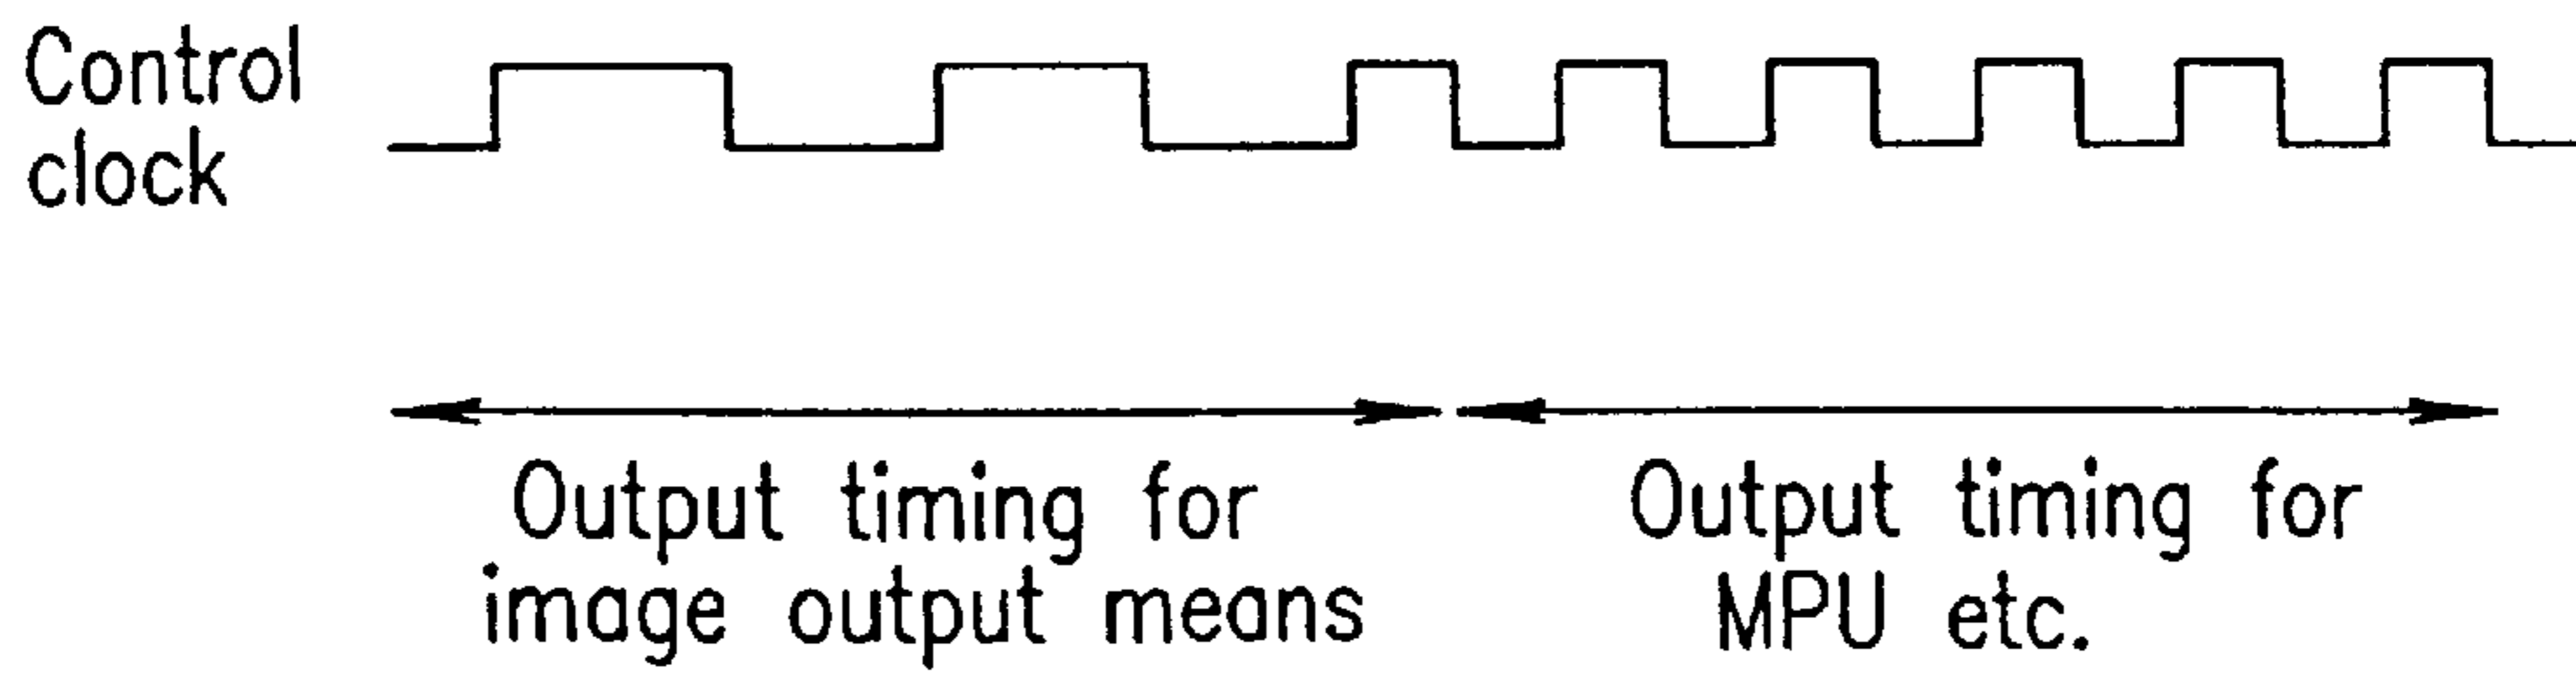 Control
clock
Output timing for
image output means
Output timing for
MPU etc.